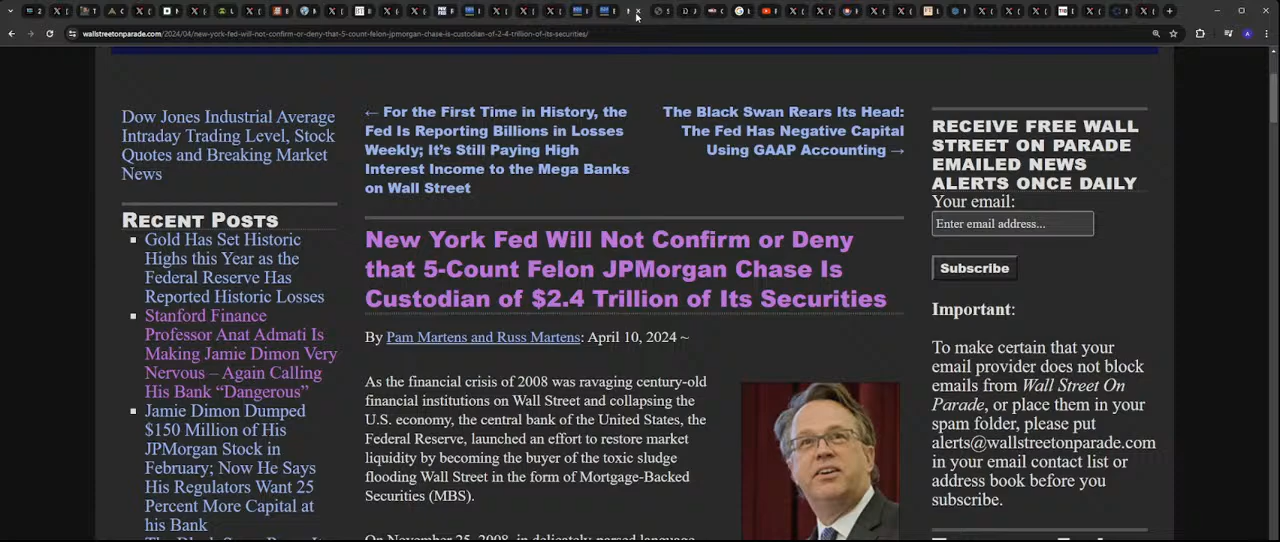 wallstreetonparade.com/2024/04/new-york-fed-will-not-confirm-or-deny-that-5-count-felon-jpmorgan-chase-is-custodian-of-2-4-trillion-of-its-securities/
Dow Jones Industrial Average
Intraday Trading Level, Stock
Quotes and Breaking Market
News
Recent Posts
Gold Has Set Historic
Highs this Year as the
Federal Reserve Has
Reported Historic Losses
Stanford Finance
Professor Anat Admati Is
Making Jamie Dimon Very
Nervous – Again Calling
His Bank “Dangerous”
Jamie Dimon Dumped
$150 Million of His
JPMorgan Stock in
February; Now He Says
His Regulators Want 25
Percent More Capital at
his Bank
← For the First Time in History, the
Fed Is Reporting Billions in Losses
Weekly; It’s Still Paying High
Interest Income to the Mega Banks
on Wall Street
The Black Swan Rears Its Head:
The Fed Has Negative Capital
Using GAAP Accounting →
New York Fed Will Not Confirm or Deny
that 5-Count Felon JPMorgan Chase Is
Custodian of $2.4 Trillion of Its Securities
By Pam Martens and Russ Martens: April 10, 2024 ~
As the financial crisis of 2008 was ravaging century-old
financial institutions on Wall Street and collapsing the
U.S. economy, the central bank of the United States, the
Federal Reserve, launched an effort to restore market
liquidity by becoming the buyer of the toxic sludge
flooding Wall Street in the form of Mortgage-Backed
Securities (MBS).
On November 25, 2008, in delicately-parsed language
RECEIVE FREE WALL
STREET ON PARADE
EMAILED NEWS
ALERTS ONCE DAILY
Your email:
Enter email address...
Subscribe
Important:
To make certain that your
email provider does not block
emails from Wall Street On
Parade, or place them in your
spam folder, please put
alerts@wallstreetonparade.com
in your email contact list or
address book before you
subscribe.